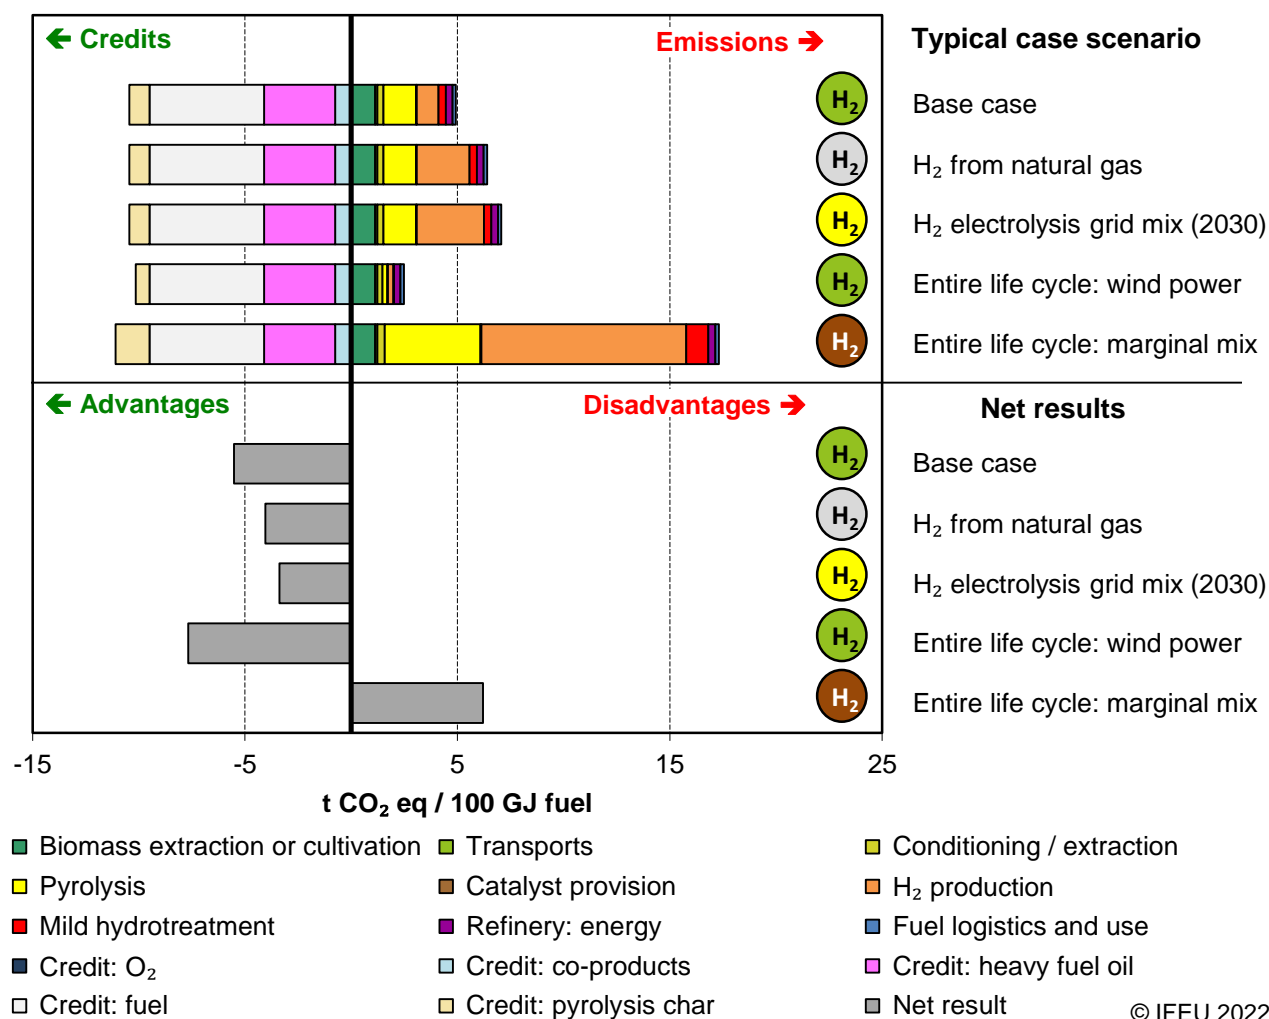 ← Credits
Emissions →
Typical case scenario
H₂ Base case
H₂ H₂ from natural gas
H₂ H₂ electrolysis grid mix (2030)
H₂ Entire life cycle: wind power
H₂ Entire life cycle: marginal mix
← Advantages
Disadvantages →
Net results
H₂ Base case
H₂ H₂ from natural gas
H₂ H₂ electrolysis grid mix (2030)
H₂ Entire life cycle: wind power
H₂ Entire life cycle: marginal mix
-15 -5 5 15 25
t CO₂ eq / 100 GJ fuel
Biomass extraction or cultivation Transports Conditioning / extraction
Pyrolysis Catalyst provision H₂ production
Mild hydrotreatment Refinery: energy Fuel logistics and use
Credit: O₂ Credit: co-products Credit: heavy fuel oil
Credit: fuel Credit: pyrolysis char Net result
© IFEU 2022